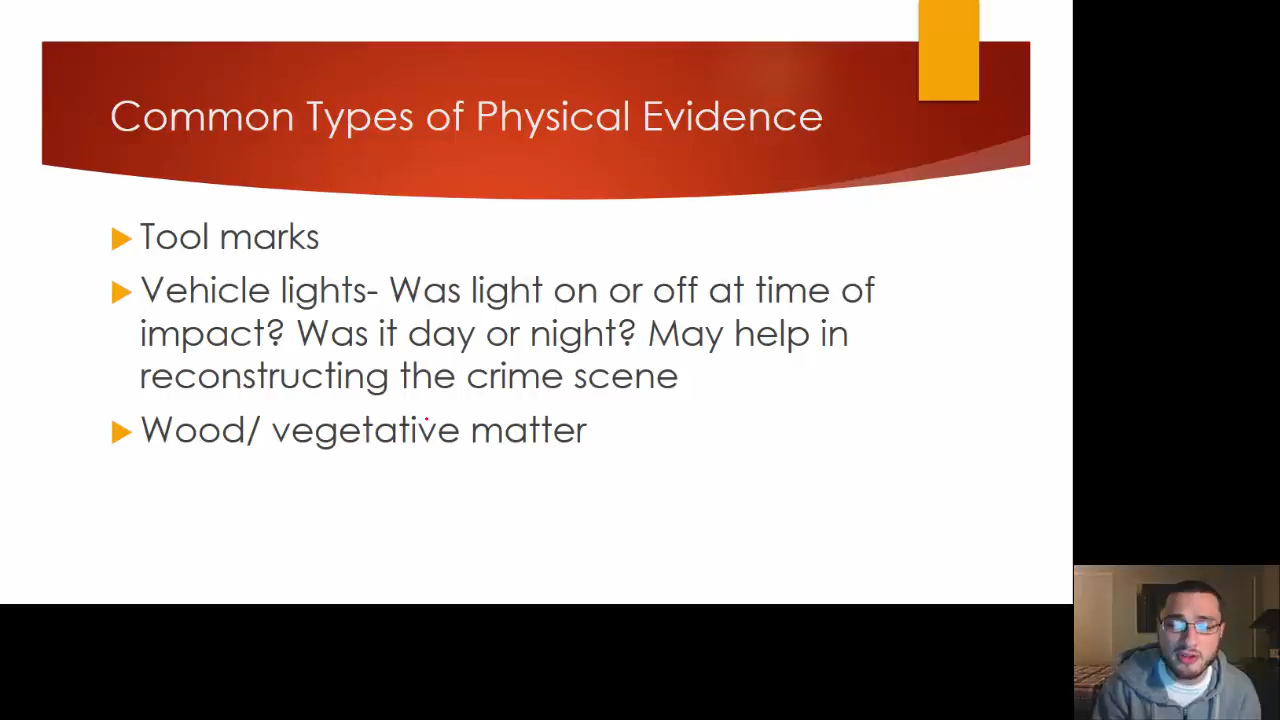 Common Types of Physical Evidence
Tool marks
Vehicle lights- Was light on or off at time of
impact? Was it day or night? May help in
reconstructing the crime scene
Wood/ vegetative matter